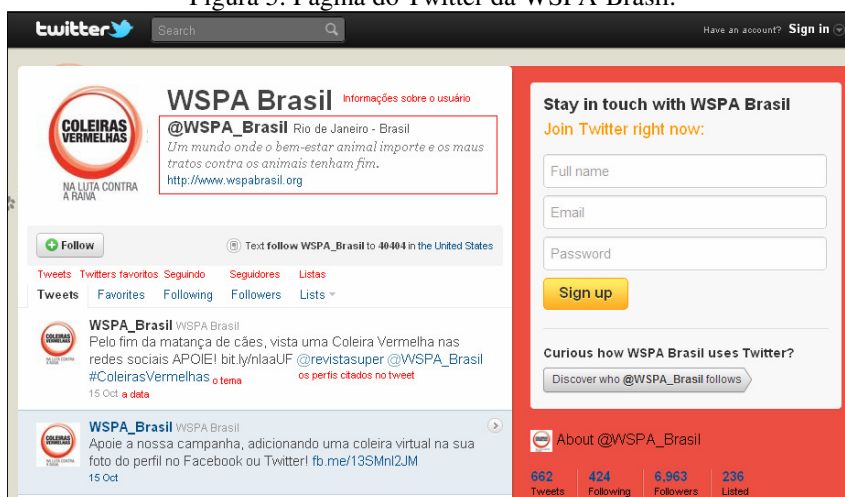 Figura 5: Página do Twitter da WSPA Brasil.
twitter
Search
Have an account? Sign in
COLEIRAS
VERMELHAS
NA LUTA CONTRA
A RAIVA
WSPA Brasil Informações sobre o usuário
@WSPA_Brasil Rio de Janeiro - Brasil
Um mundo onde o bem-estar animal importe e os maus
tratos contra os animais tenham fim.
http://www.wspabrasil.org
Follow
Text follow WSPA_Brasil to 40404 in the United States
Tweets Twitters favoritos Seguindo Seguidores Listas
Tweets Favorites Following Followers Lists
COLEIRAS
VERMELHAS
WSPA_Brasil WSPA Brasil
Pelo fim da matança de cães, vista uma Coleira Vermelha nas
redes sociais APOIE! bit.ly/nlaaUF @revistasuper @WSPA_Brasil
#ColeirasVermelhas o tema os perfis citados no tweet
15 Oct a data
COLEIRAS
VERMELHAS
WSPA_Brasil WSPA Brasil
Apoie a nossa campanha, adicionando uma coleira virtual na sua
foto do perfil no Facebook ou Twitter! fb.me/13SMnI2JM
15 Oct
Stay in touch with WSPA Brasil
Join Twitter right now:
Full name
Email
Password
Sign up
Curious how WSPA Brasil uses Twitter?
Discover who @WSPA_Brasil follows
About @WSPA_Brasil
662 424 6,963 236
Tweets Following Followers Listed